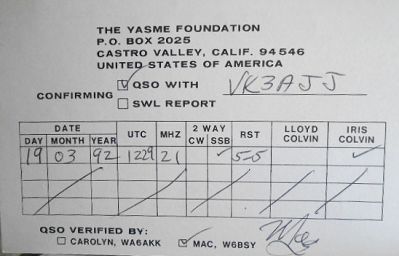 THE YASME FOUNDATION
P.O. BOX 2025
CASTRO VALLEY, CALIF. 94546
UNITED STATES OF AMERICA
CONFIRMING
QSO WITH VK3AJJ
SWL REPORT
DATE UTC MHZ 2 WAY RST LLOYD COLVIN IRIS COLVIN
DAY MONTH YEAR CW SSB
19 03 92 1229 21 5-5
QSO VERIFIED BY:
CAROLYN, WA6AKK MAC, W6BSY